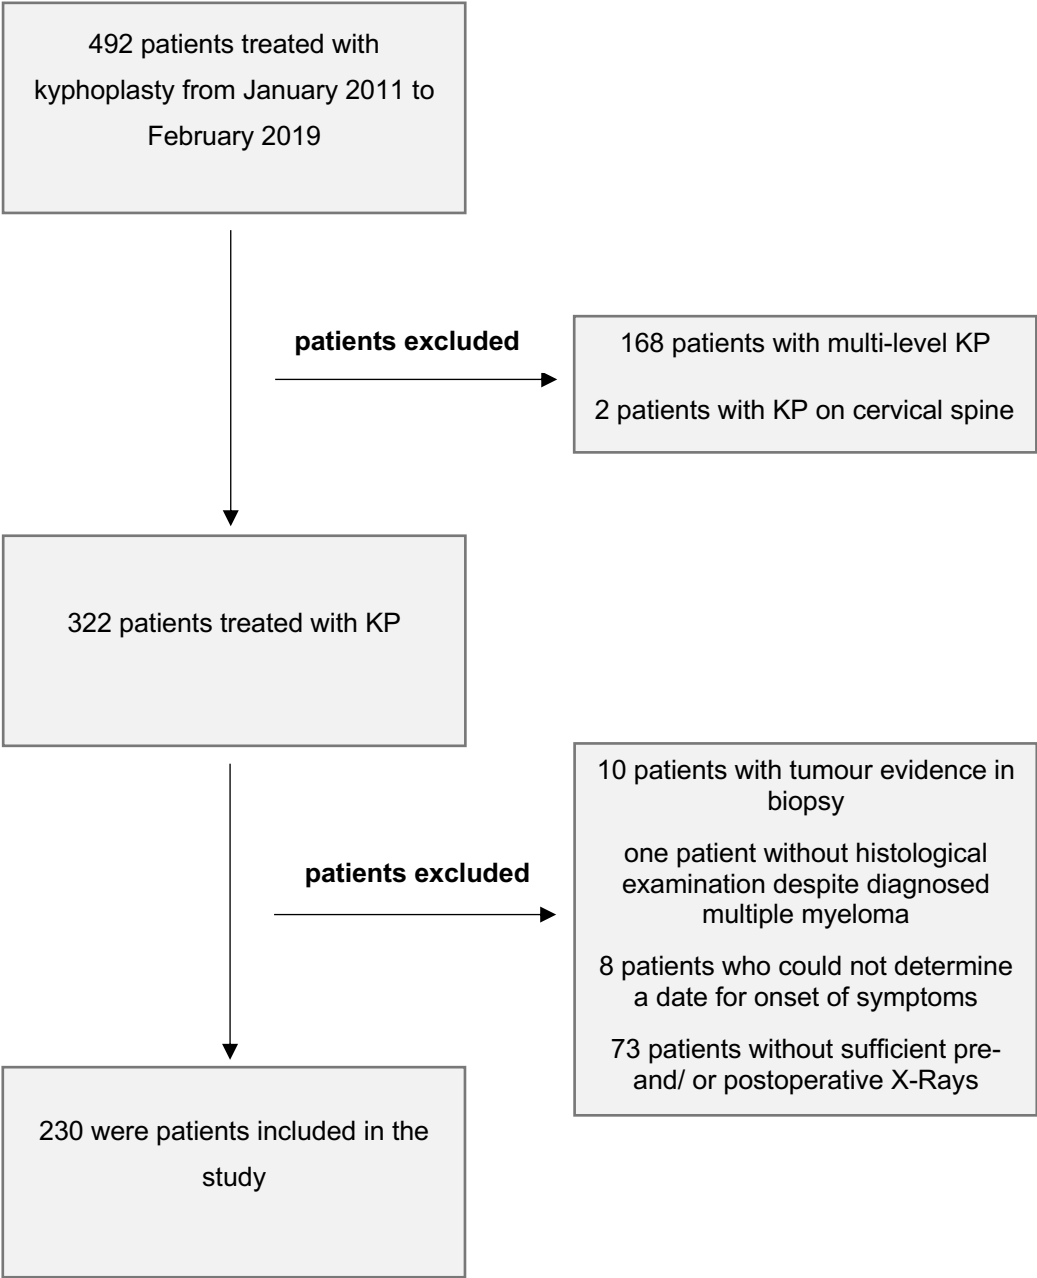 492 patients treated with
kyphoplasty from January 2011 to
February 2019
patients excluded
168 patients with multi-level KP
2 patients with KP on cervical spine
322 patients treated with KP
patients excluded
10 patients with tumour evidence in
biopsy
one patient without histological
examination despite diagnosed
multiple myeloma
8 patients who could not determine
a date for onset of symptoms
73 patients without sufficient pre-
and/ or postoperative X-Rays
230 were patients included in the
study